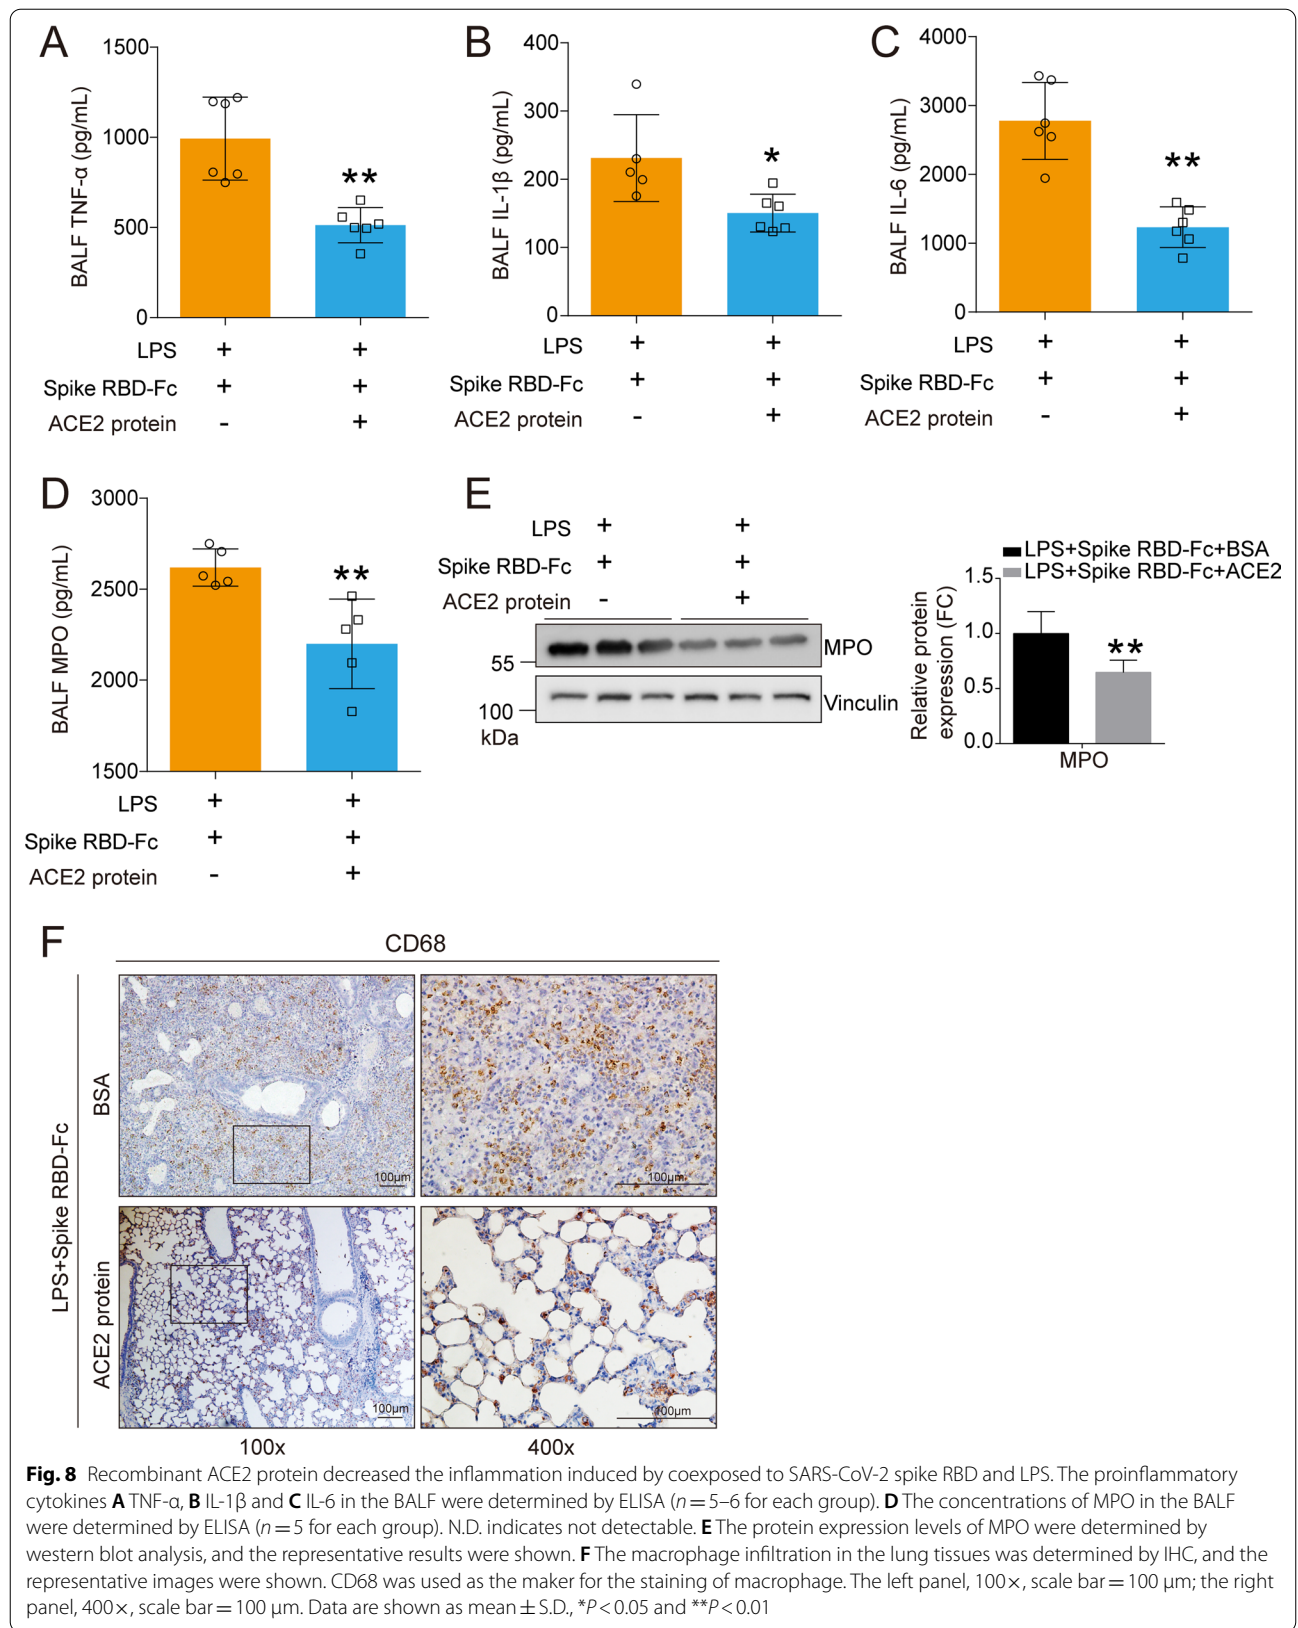 A
BALF TNF-α (pg/mL)
1500
1000
500
0
**
LPS + +
Spike RBD-Fc + +
ACE2 protein - +
B
BALF IL-1β (pg/mL)
400
300
200
100
0
*
LPS + +
Spike RBD-Fc + +
ACE2 protein - +
C
BALF IL-6 (pg/mL)
4000
3000
2000
1000
0
**
LPS + +
Spike RBD-Fc + +
ACE2 protein - +
D
BALF MPO (pg/mL)
3000
2500
2000
1500
**
LPS + +
Spike RBD-Fc + +
ACE2 protein - +
E
LPS + +
Spike RBD-Fc + +
ACE2 protein - +
MPO
55
Vinculin
100
kDa
LPS+Spike RBD-Fc+BSA
LPS+Spike RBD-Fc+ACE2
Relative protein
expression (FC)
1.5
1.0
0.5
0.0
**
MPO
F
CD68
LPS+Spike RBD-Fc
BSA
100μm
100μm
ACE2 protein
100μm
100μm
100x 400x
Fig. 8 Recombinant ACE2 protein decreased the inflammation induced by coexposed to SARS-CoV-2 spike RBD and LPS. The proinflammatory
cytokines A TNF-α, B IL-1β and C IL-6 in the BALF were determined by ELISA (n = 5–6 for each group). D The concentrations of MPO in the BALF
were determined by ELISA (n = 5 for each group). N.D. indicates not detectable. E The protein expression levels of MPO were determined by
western blot analysis, and the representative results were shown. F The macrophage infiltration in the lung tissues was determined by IHC, and the
representative images were shown. CD68 was used as the maker for the staining of macrophage. The left panel, 100×, scale bar = 100 μm; the right
panel, 400×, scale bar = 100 μm. Data are shown as mean ± S.D., *P < 0.05 and **P < 0.01